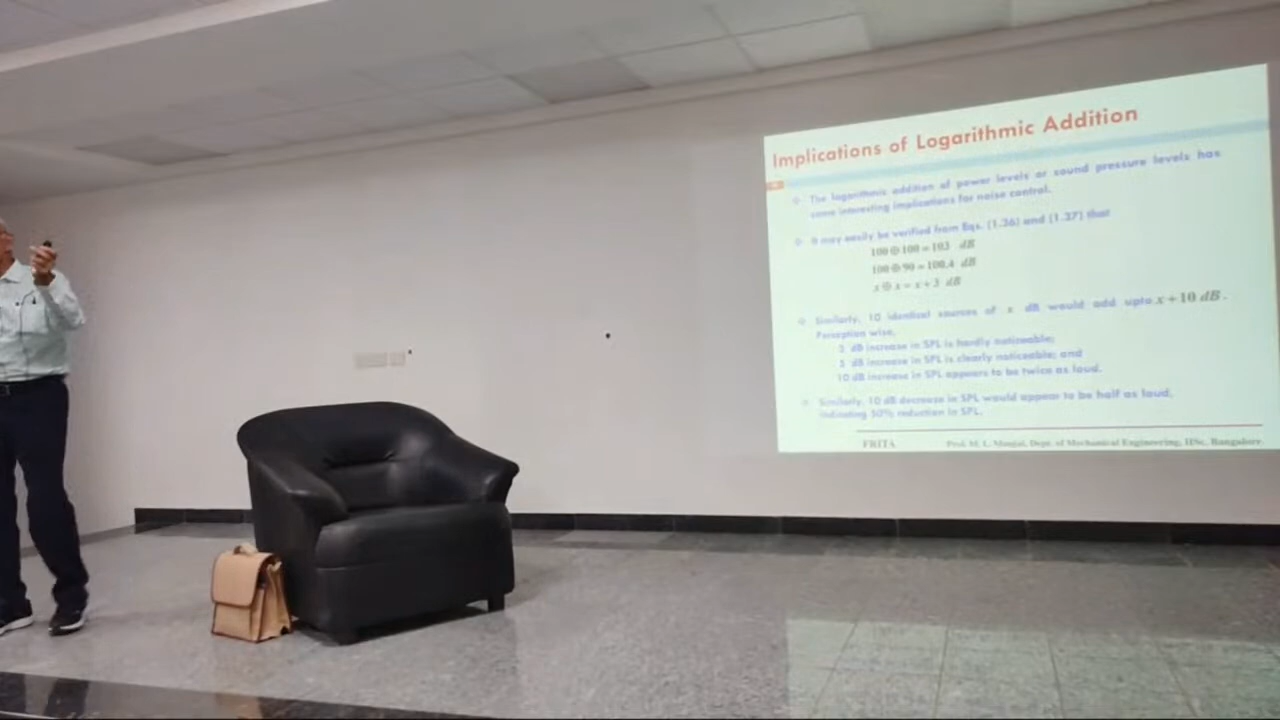 Implications of Logarithmic Addition
The logarithmic addition of power levels or sound pressure levels has
some interesting implications for noise control.
It may easily be verified from Eqs. (1.36) and (1.37) that
100 ⊕ 100 = 103 dB
100 ⊕ 90 = 100.4 dB
x ⊕ x = x + 3 dB
Similarly, 10 identical sources of x dB would add upto x + 10 dB .
Perception wise,
dB increase in SPL is hardly noticeable;
5 dB increase in SPL is clearly noticeable; and
10 dB increase in SPL appears to be twice as loud.
Similarly, 10 dB decrease in SPL would appear to be half as loud,
indicating 50% reduction in SPL.
FRITA
Prof. M. L. Munjal, Dept. of Mechanical Engineering, IISc, Bangalore